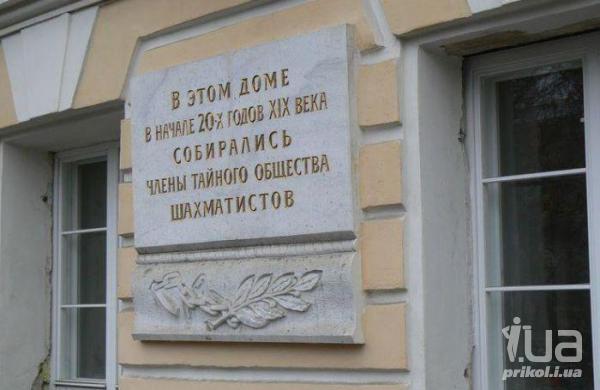 В ЭТОМ ДОМЕ
В НАЧАЛЕ 20-Х ГОДОВ XIX ВЕКА
СОБИРАЛИСЬ
ЧЛЕНЫ ТАЙНОГО ОБЩЕСТВА
ШАХМАТИСТОВ
i.ua
prikol.i.ua